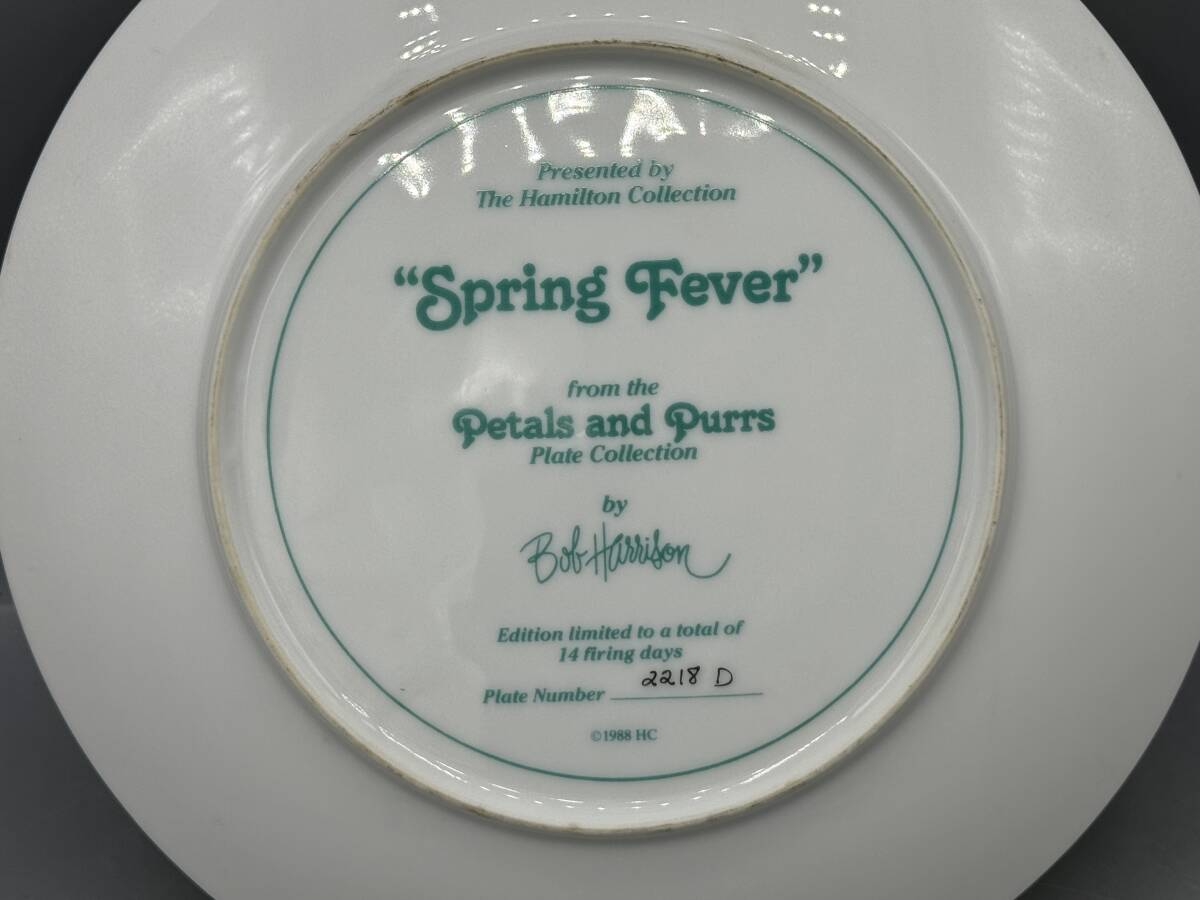 Presented by
The Hamilton Collection
“Spring Fever”
from the
Petals and Purrs
Plate Collection
by
Bob Harrison
Edition limited to a total of
14 firing days
Plate Number 2218 D
©1988 HC